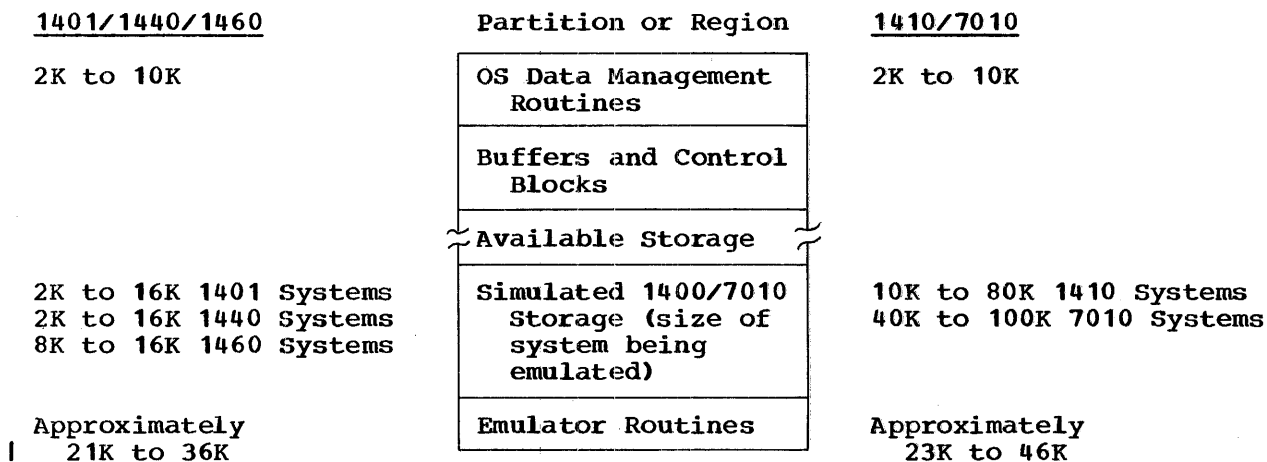 1401/1440/1460 Partition or Region 1410/7010
2K to 10K OS Data Management 2K to 10K
Routines
Buffers and Control
Blocks
Available Storage
2K to 16K 1401 Systems Simulated 1400/7010 10K to 80K 1410 Systems
2K to 16K 1440 Systems Storage (size of 40K to 100K 7010 Systems
8K to 16K 1460 Systems system being
emulated)
Approximately Emulator Routines Approximately
| 21K to 36K 23K to 46K